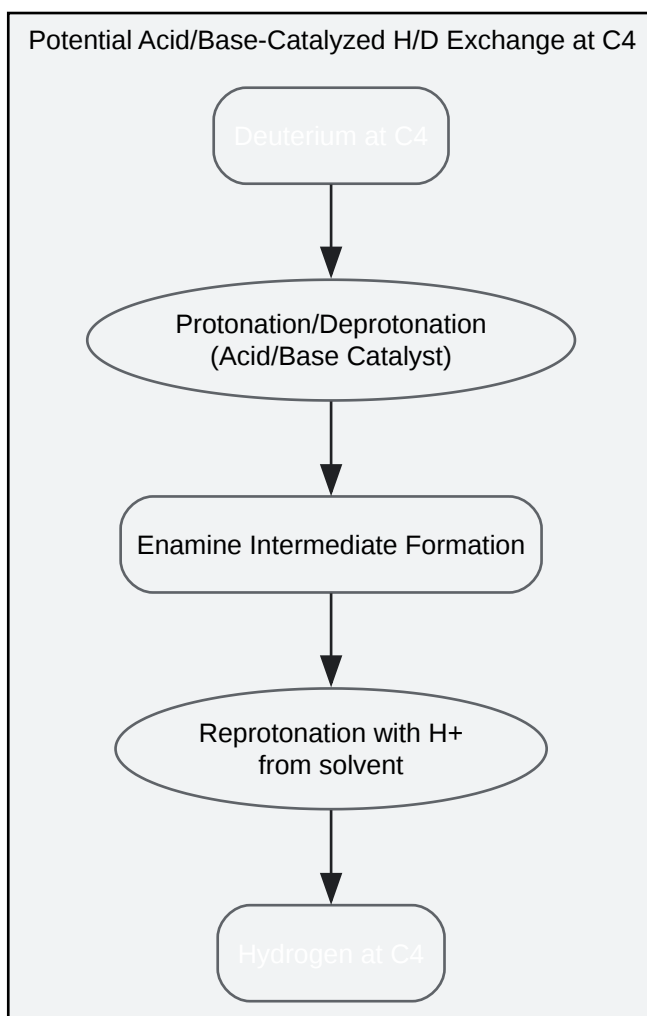 Potential Acid/Base-Catalyzed H/D Exchange at C4
Deuterium at C4
Protonation/Deprotonation
(Acid/Base Catalyst)
Enamine Intermediate Formation
Reprotonation with H+
from solvent
Hydrogen at C4